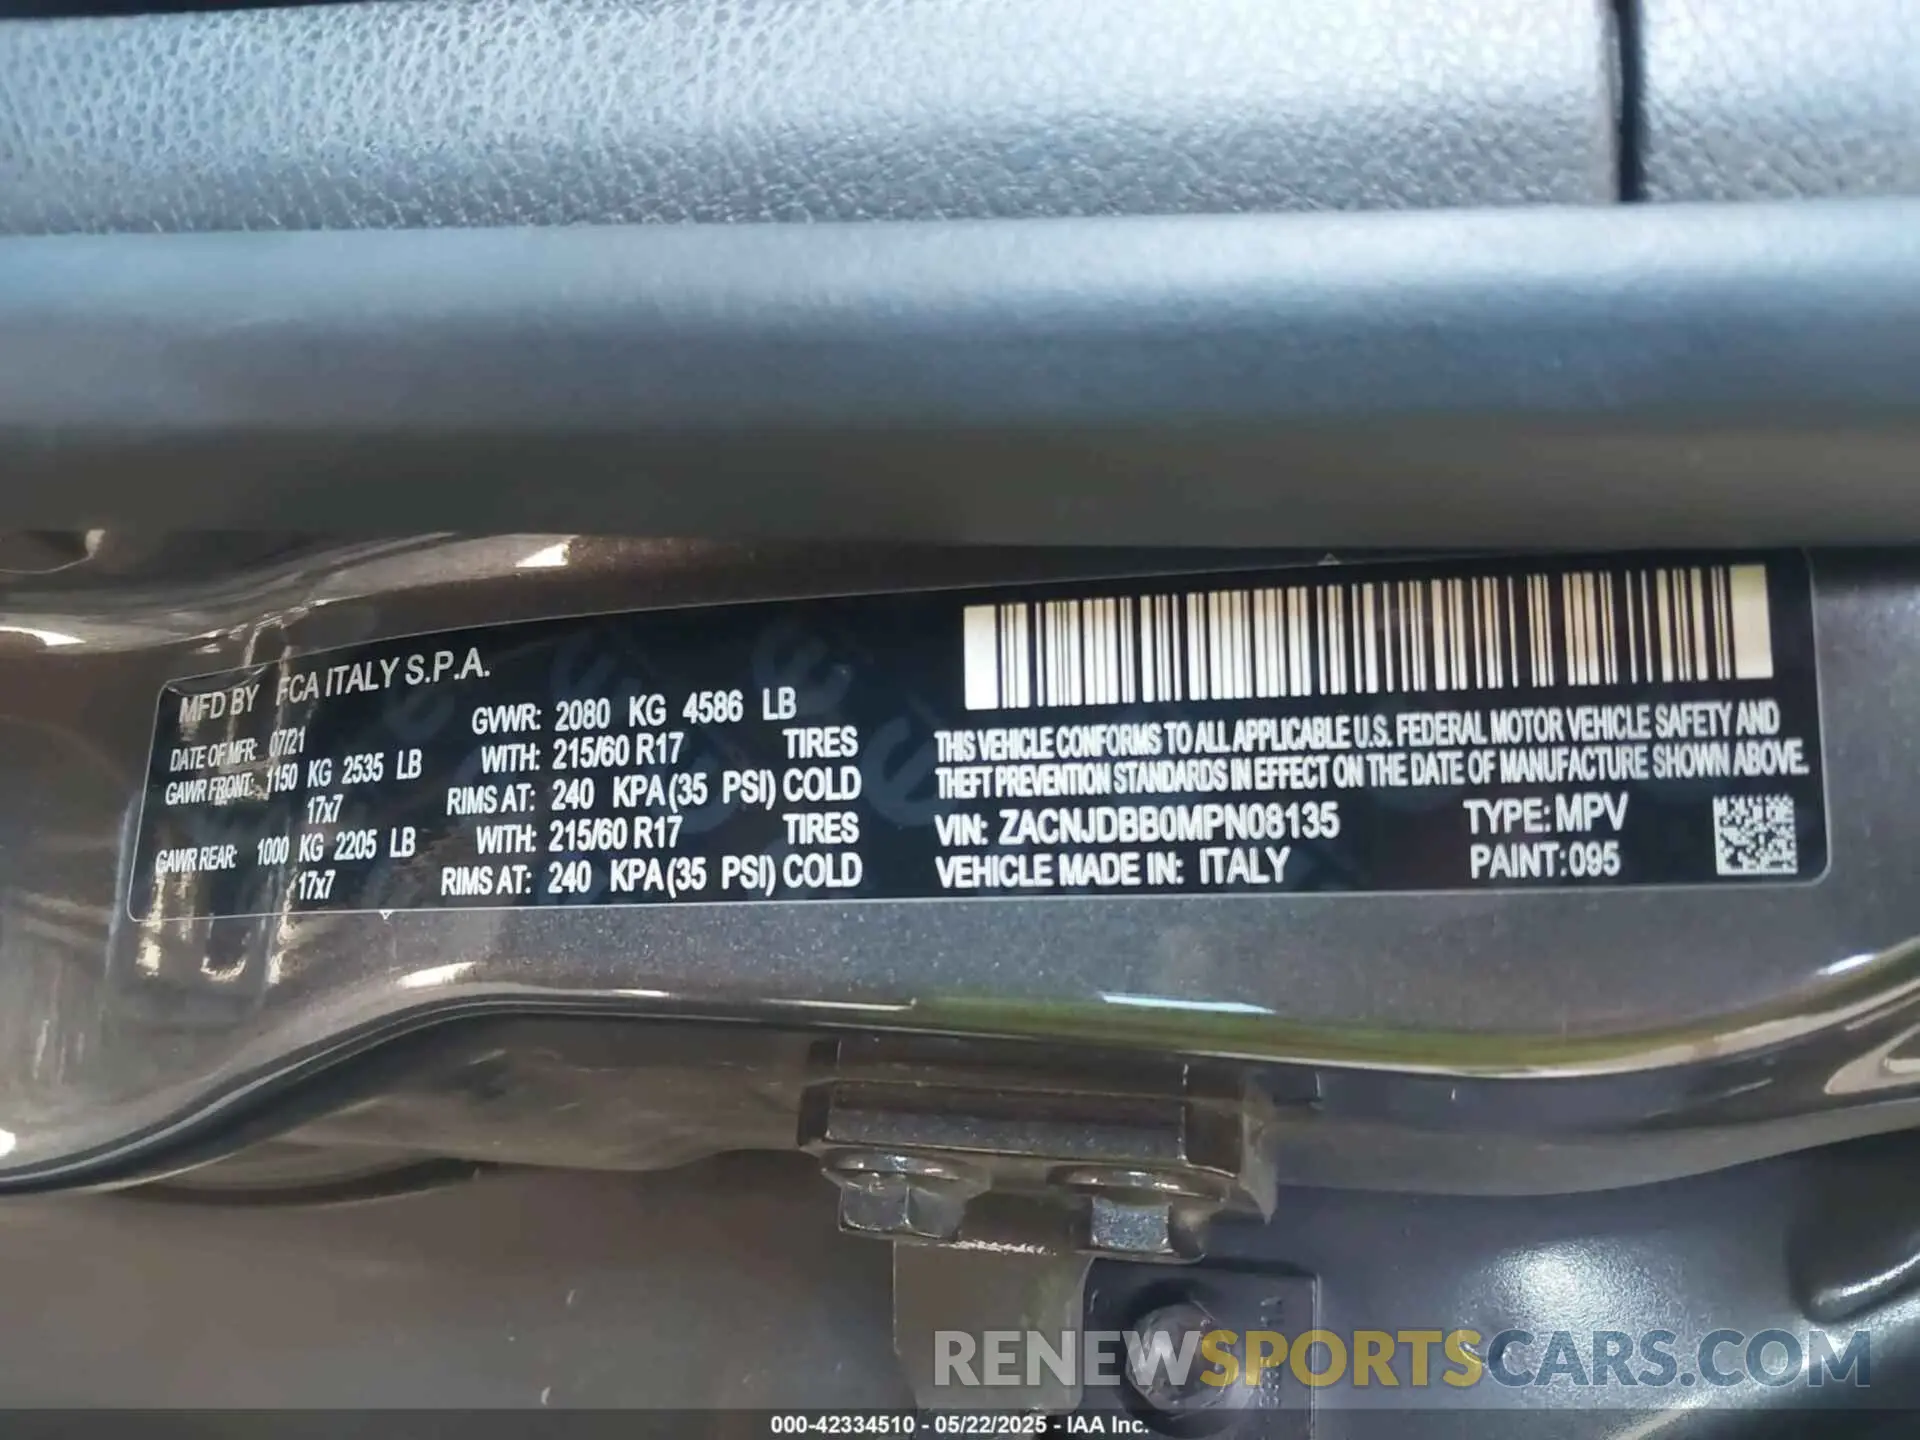 MFD BY FCA ITALY S.P.A.
DATE OF MFR: 07/21
GVWR: 2080 KG 4586 LB
GAWR FRONT: 1150 KG 2535 LB WITH: 215/60 R17 TIRES
17x7 RIMS AT: 240 KPA (35 PSI) COLD
GAWR REAR: 1000 KG 2205 LB WITH: 215/60 R17 TIRES
17x7 RIMS AT: 240 KPA (35 PSI) COLD
THIS VEHICLE CONFORMS TO ALL APPLICABLE U.S. FEDERAL MOTOR VEHICLE SAFETY AND
THEFT PREVENTION STANDARDS IN EFFECT ON THE DATE OF MANUFACTURE SHOWN ABOVE.
VIN: ZACNJDBB0MPN08135 TYPE: MPV
VEHICLE MADE IN: ITALY PAINT: 095
RENEWSPORTSCARS.COM
000-42334510 - 05/22/2025 - IAA Inc.